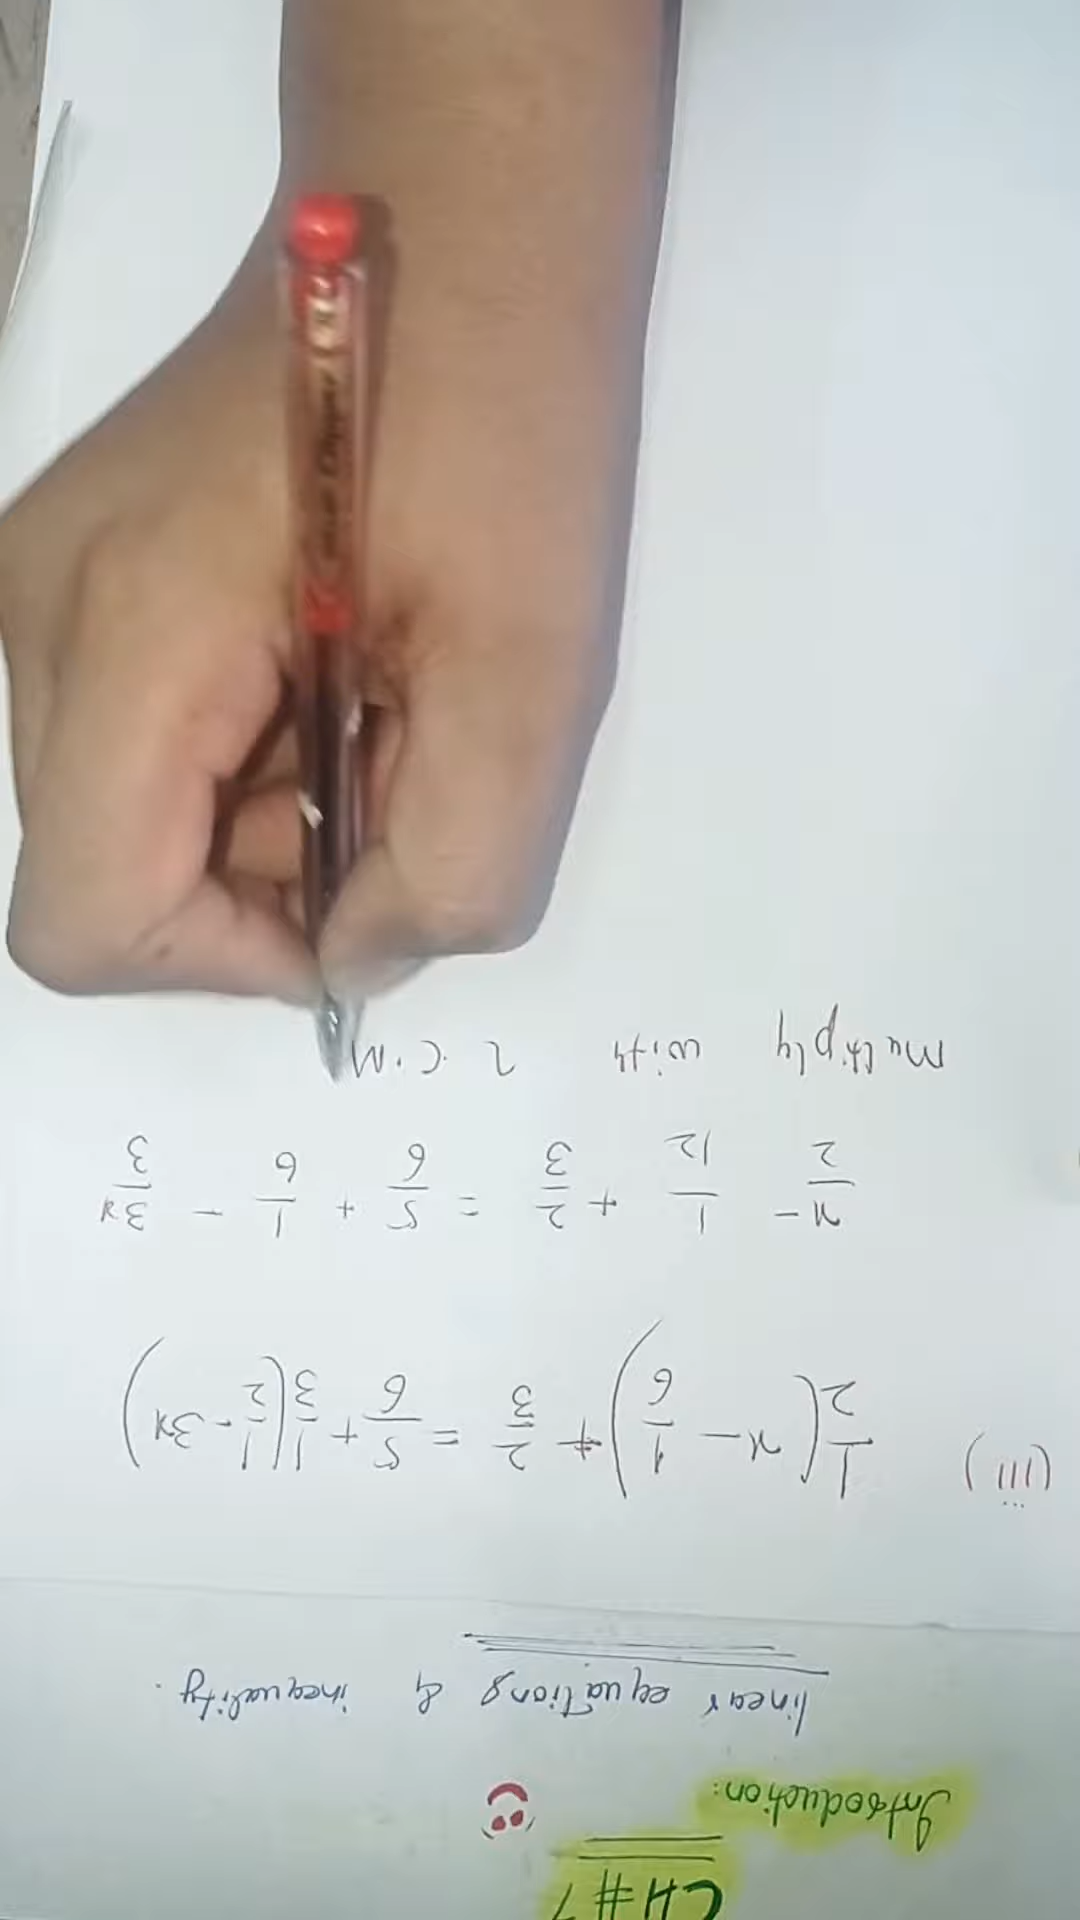 CH # 7
Introduction:
linear equations & inequality.
(iii) 1/2 (x - 1/6) + 2/3 = 5/6 + 1/3 (1/2 - 3x)
x/2 - 1/12 + 2/3 = 5/6 + 1/6 - 3x/3
Multiply with L.C.M